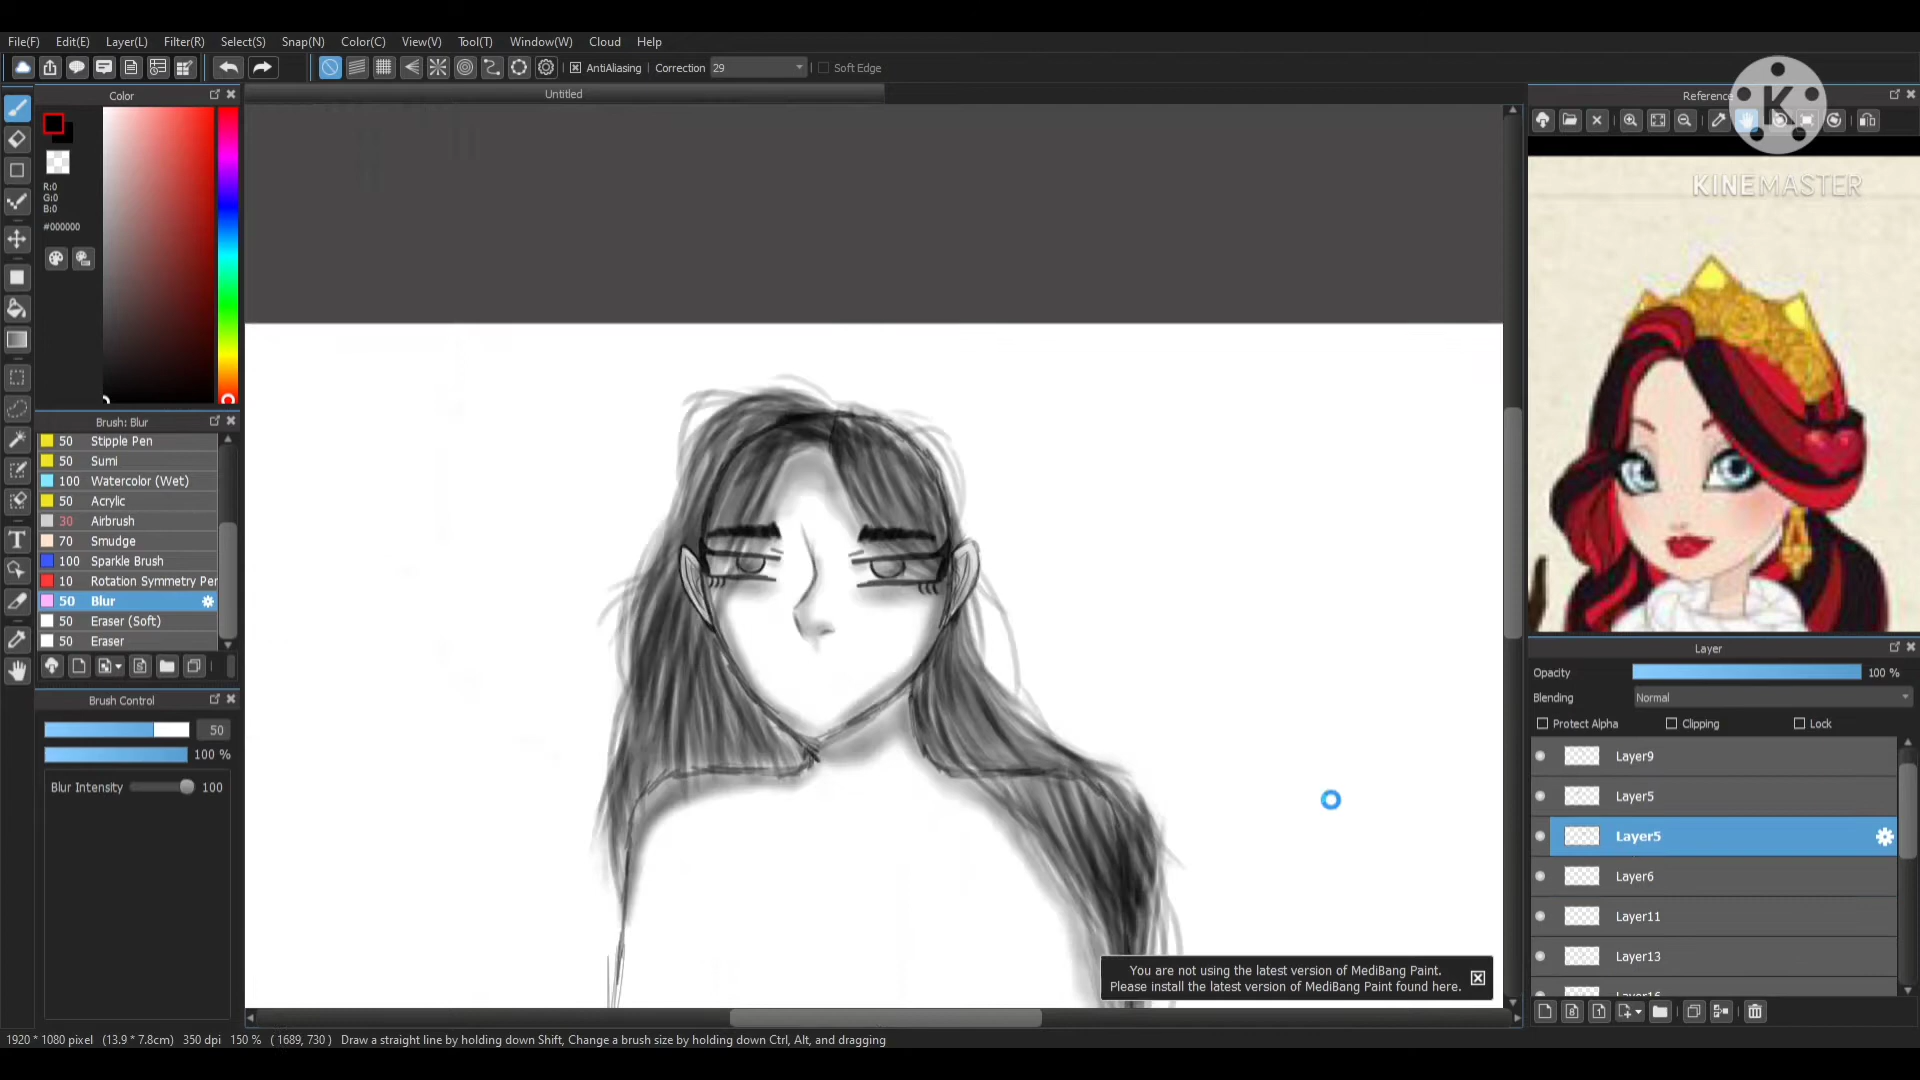 File(F) Edit(E) Layer(L) Filter(R) Select(S) Snap(N) Color(C) View(V) Tool(T) Window(W) Cloud Help
AntiAliasing Correction 29 Soft Edge
Color
Untitled
Reference
K
KINEMASTER
R:0
G:0
B:0
#000000
Brush: Blur
50 Stipple Pen
50 Sumi
100 Watercolor (Wet)
50 Acrylic
30 Airbrush
70 Smudge
100 Sparkle Brush
10 Rotation Symmetry Per
50 Blur
50 Eraser (Soft)
50 Eraser
T
Brush Control
50
100 %
Blur Intensity 100
Layer
Opacity 100 %
Blending Normal
Protect Alpha Clipping Lock
Layer9
Layer5
Layer5
Layer6
Layer11
Layer13
Layer16
You are not using the latest version of MediBang Paint.
Please install the latest version of MediBang Paint found here.
1920 * 1080 pixel (13.9 * 7.8cm) 350 dpi 150 % ( 1689, 730 ) Draw a straight line by holding down Shift, Change a brush size by holding down Ctrl, Alt, and dragging